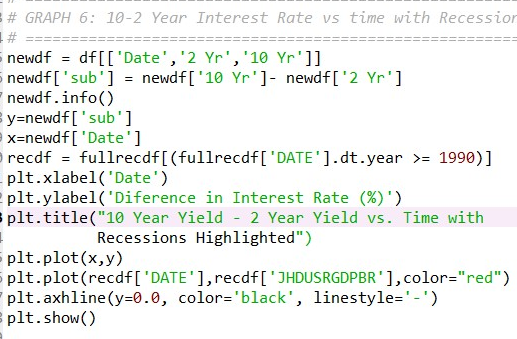 # GRAPH 6: 10-2 Year Interest Rate vs time with Recession
# ================================================
newdf = df[['Date','2 Yr','10 Yr']]
newdf['sub'] = newdf['10 Yr']- newdf['2 Yr']
newdf.info()
y=newdf['sub']
x=newdf['Date']
recdf = fullrecdf[(fullrecdf['DATE'].dt.year >= 1990)]
plt.xlabel('Date')
plt.ylabel('Diference in Interest Rate (%)')
plt.title("10 Year Yield - 2 Year Yield vs. Time with
Recessions Highlighted")
plt.plot(x,y)
plt.plot(recdf['DATE'],recdf['JHDUSRGDPBR'],color="red")
plt.axhline(y=0.0, color='black', linestyle='-')
plt.show()